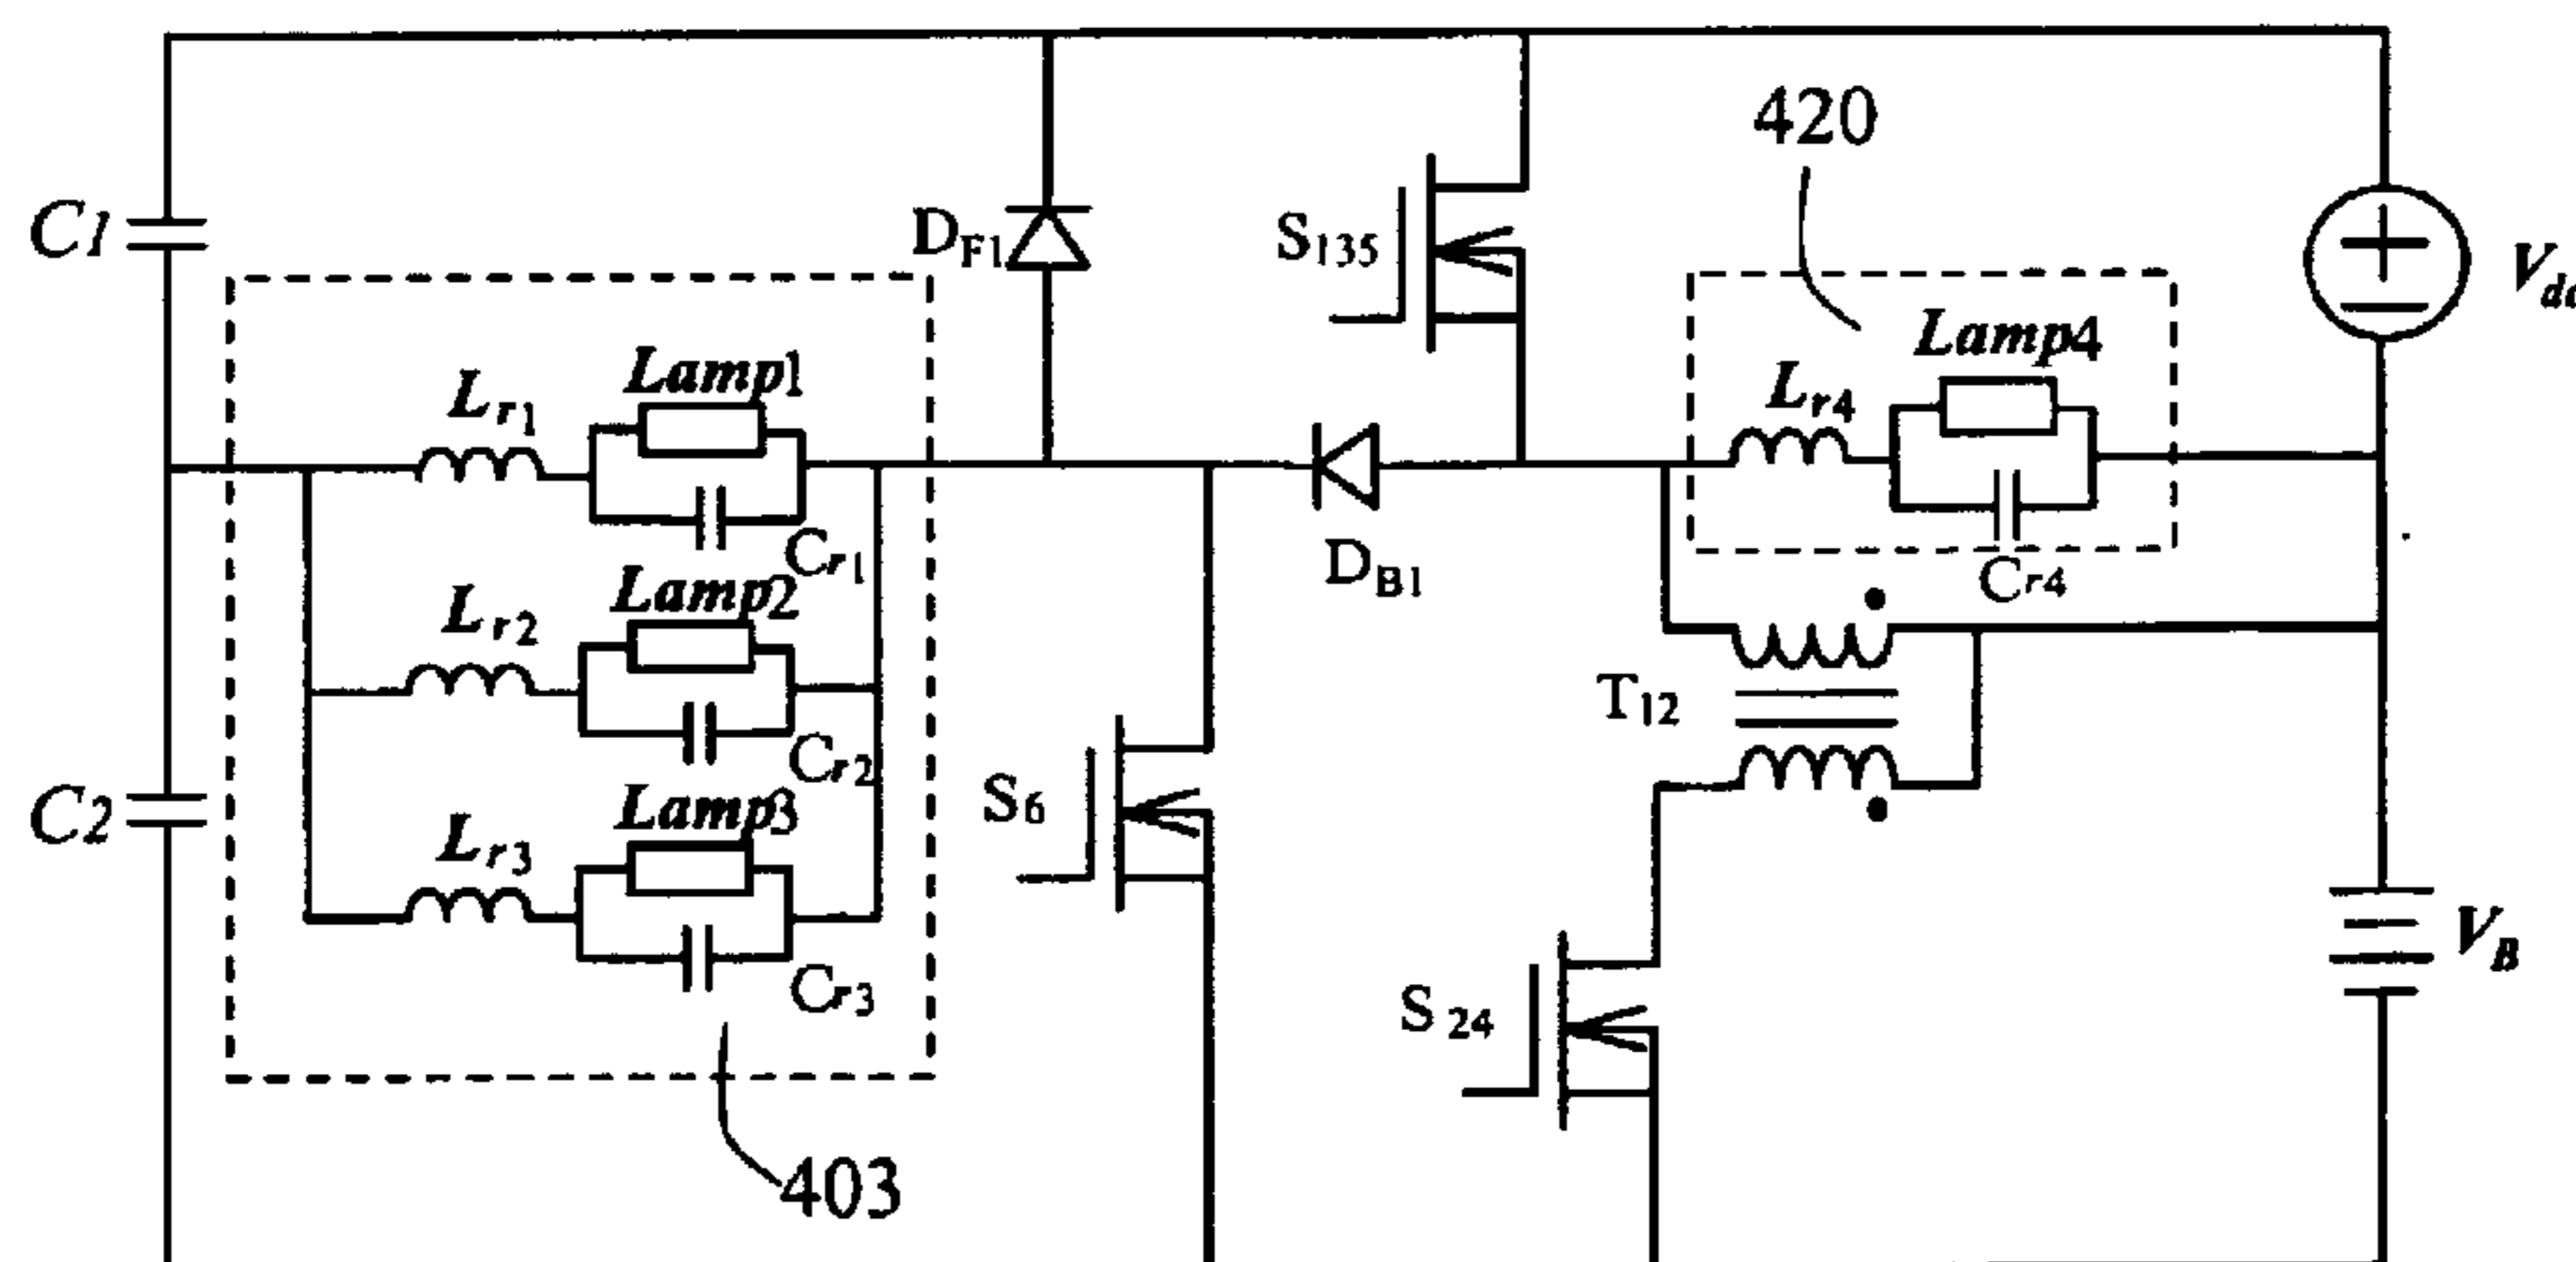 420
C1
DF1
S135
Vdc
Lamp1
Lr1
Lamp4
Lr4
Cr1
DB1
Cr4
Lamp2
Lr2
T12
Cr2
S6
C2
Lamp3
Lr3
VB
Cr3
S24
403